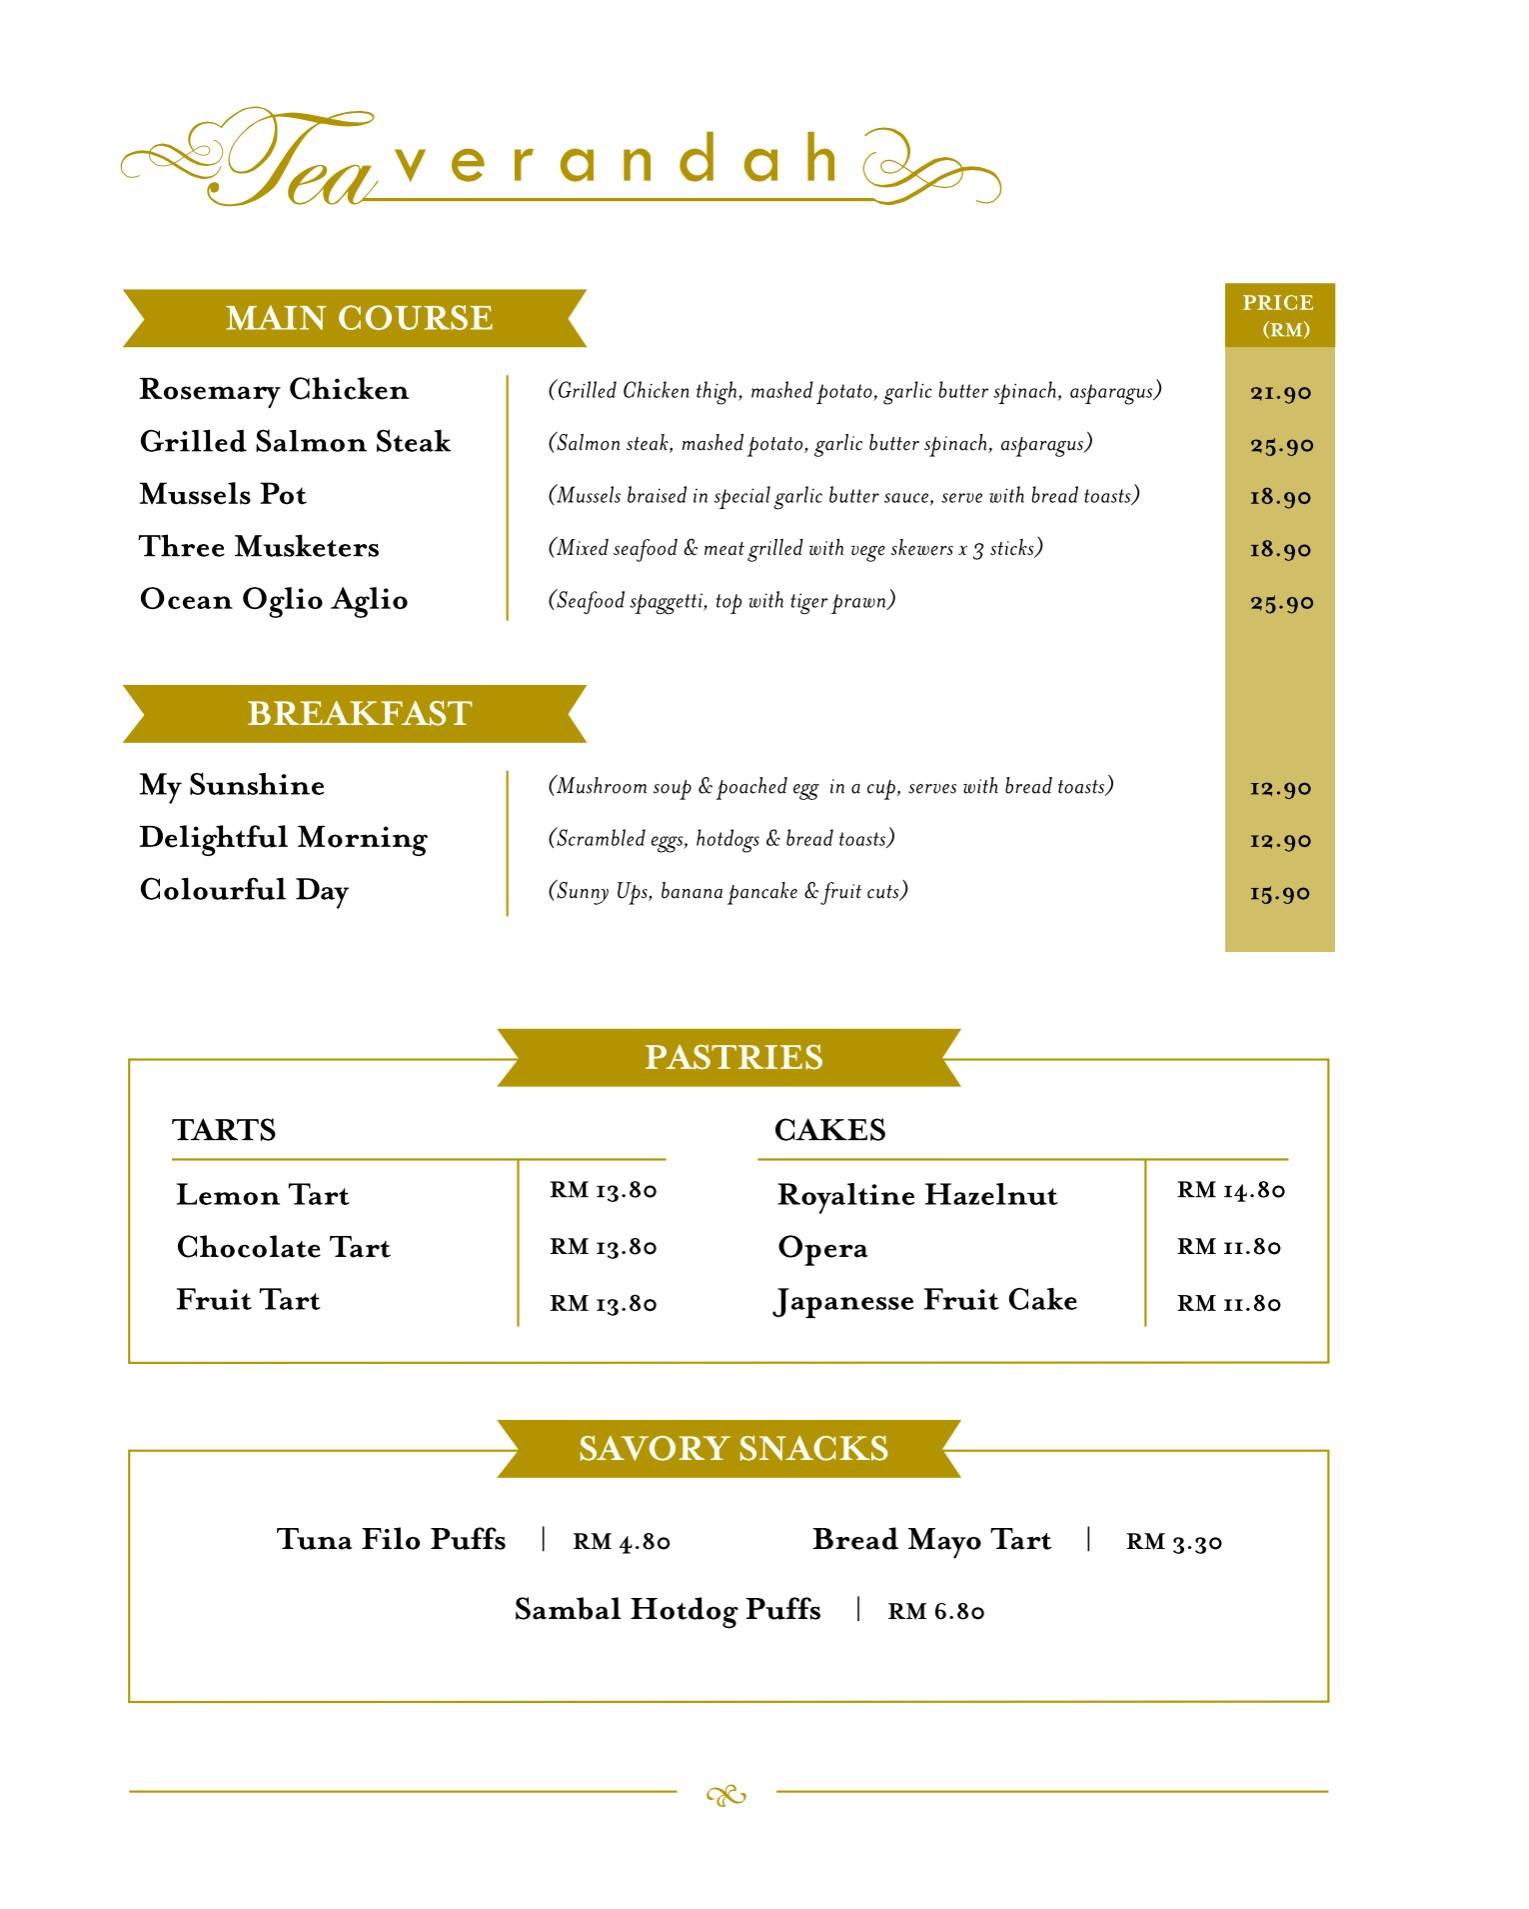 Tea verandah
MAIN COURSE
PRICE
(RM)
Rosemary Chicken (Grilled Chicken thigh, mashed potato, garlic butter spinach, asparagus) 21.90
Grilled Salmon Steak (Salmon steak, mashed potato, garlic butter spinach, asparagus) 25.90
Mussels Pot (Mussels braised in special garlic butter sauce, serve with bread toasts) 18.90
Three Musketers (Mixed seafood & meat grilled with vege skewers x 3 sticks) 18.90
Ocean Oglio Aglio (Seafood spaggetti, top with tiger prawn) 25.90
BREAKFAST
My Sunshine (Mushroom soup & poached egg in a cup, serves with bread toasts) 12.90
Delightful Morning (Scrambled eggs, hotdogs & bread toasts) 12.90
Colourful Day (Sunny Ups, banana pancake & fruit cuts) 15.90
PASTRIES
TARTS
Lemon Tart RM 13.80
Chocolate Tart RM 13.80
Fruit Tart RM 13.80
CAKES
Royaltine Hazelnut RM 14.80
Opera RM 11.80
Japanesse Fruit Cake RM 11.80
SAVORY SNACKS
Tuna Filo Puffs | RM 4.80 Bread Mayo Tart | RM 3.30
Sambal Hotdog Puffs | RM 6.80